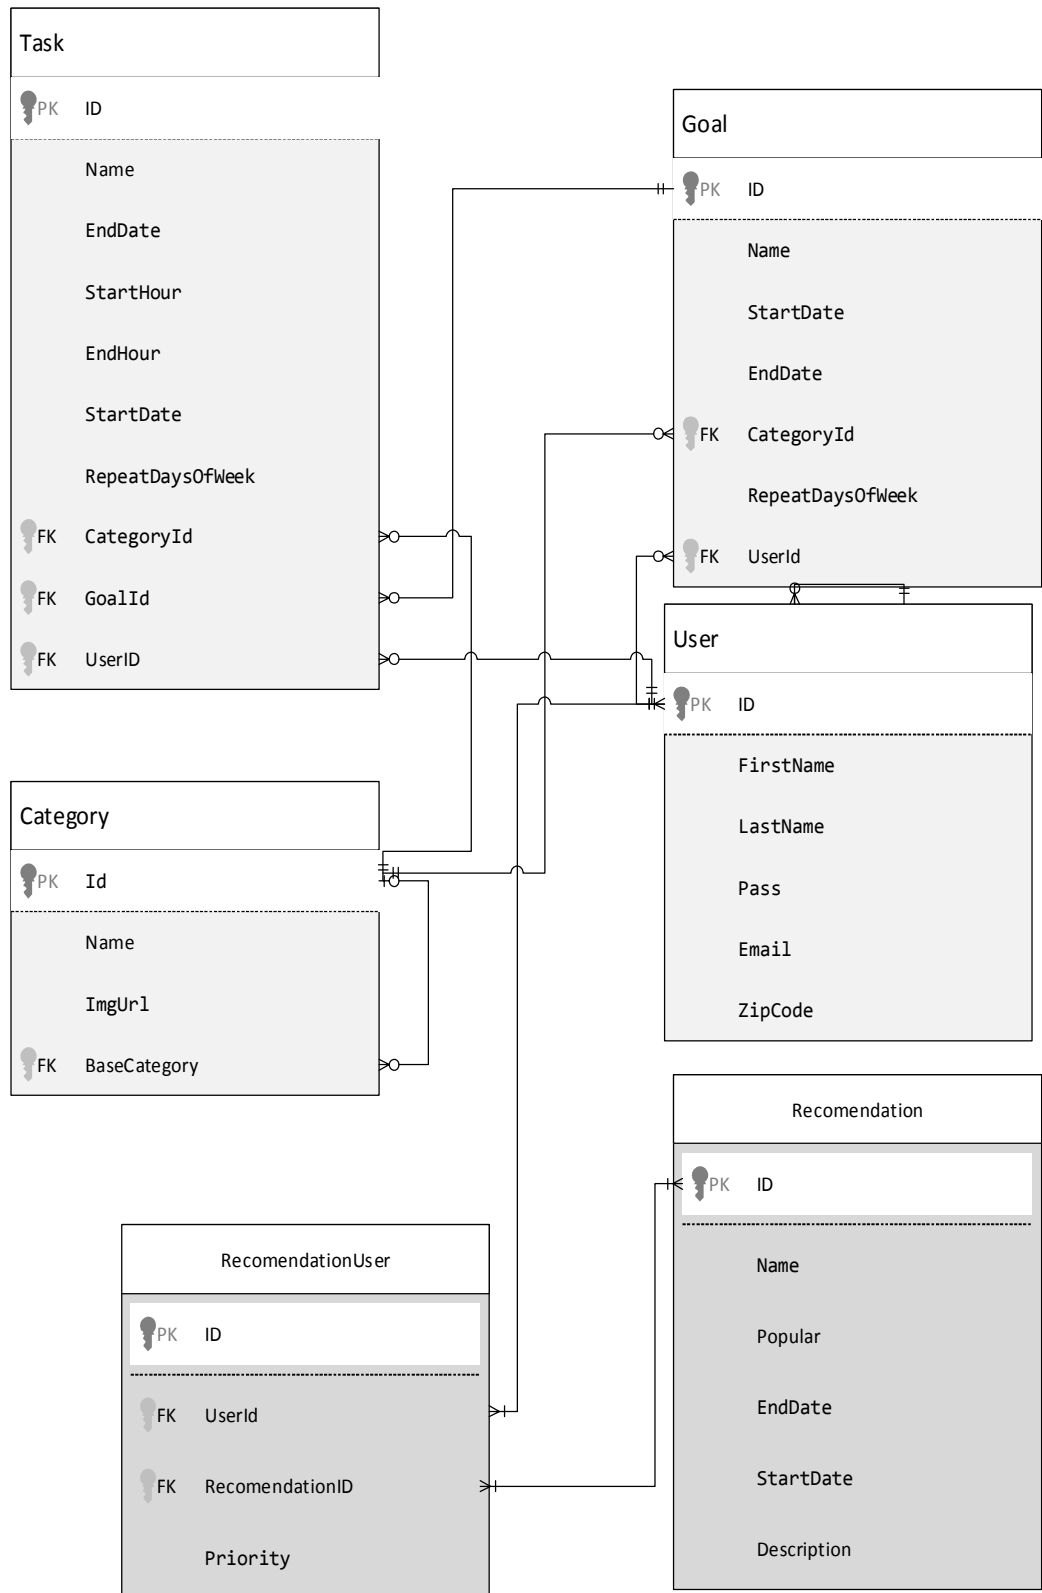 Task
PK ID
Name
EndDate
StartHour
EndHour
StartDate
RepeatDaysOfWeek
FK CategoryId
FK GoalId
FK UserID
Goal
PK ID
Name
StartDate
EndDate
FK CategoryId
RepeatDaysOfWeek
FK UserId
User
PK ID
FirstName
LastName
Pass
Email
ZipCode
Category
PK Id
Name
ImgUrl
FK BaseCategory
Recomendation
PK ID
Name
Popular
EndDate
StartDate
Description
RecomendationUser
PK ID
FK UserId
FK RecomendationID
Priority